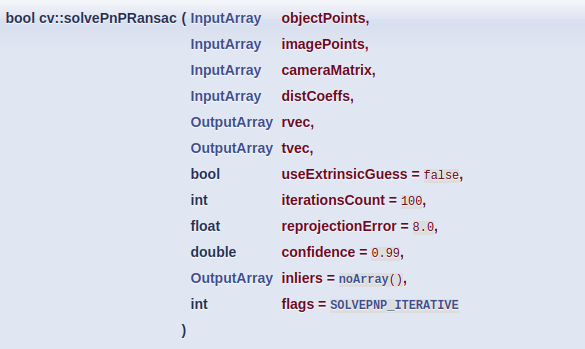 bool cv::solvePnPRansac ( InputArray objectPoints,
InputArray imagePoints,
InputArray cameraMatrix,
InputArray distCoeffs,
OutputArray rvec,
OutputArray tvec,
bool useExtrinsicGuess = false,
int iterationsCount = 100,
float reprojectionError = 8.0,
double confidence = 0.99,
OutputArray inliers = noArray(),
int flags = SOLVEPNP_ITERATIVE
)